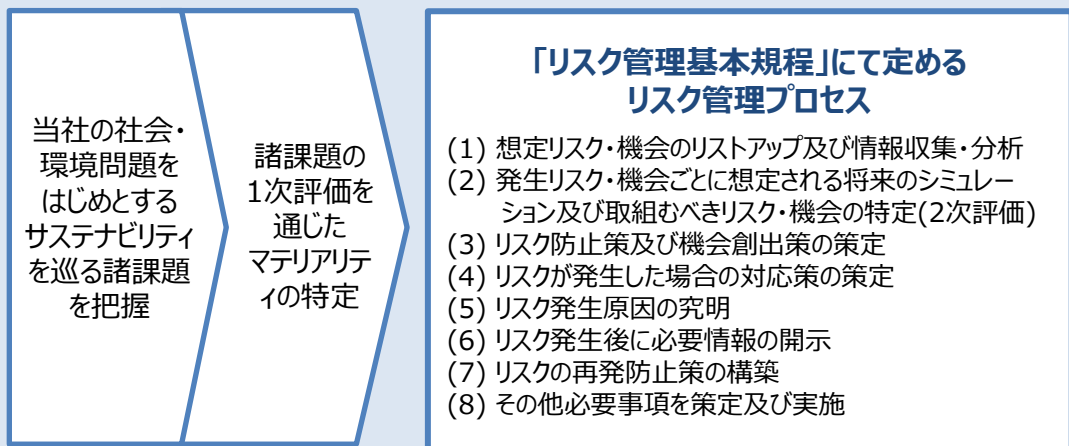 当社の社会・
環境問題を
はじめとする
サステナビリティ
を巡る諸課題
を把握
諸課題の
1次評価を
通じた
マテリアリテ
ィの特定
「リスク管理基本規程」にて定める
リスク管理プロセス
(1) 想定リスク・機会のリストアップ及び情報収集・分析
(2) 発生リスク・機会ごとに想定される将来のシミュレー
ション及び取組むべきリスク・機会の特定(2次評価)
(3) リスク防止策及び機会創出策の策定
(4) リスクが発生した場合の対応策の策定
(5) リスク発生原因の究明
(6) リスク発生後に必要情報の開示
(7) リスクの再発防止策の構築
(8) その他必要事項を策定及び実施